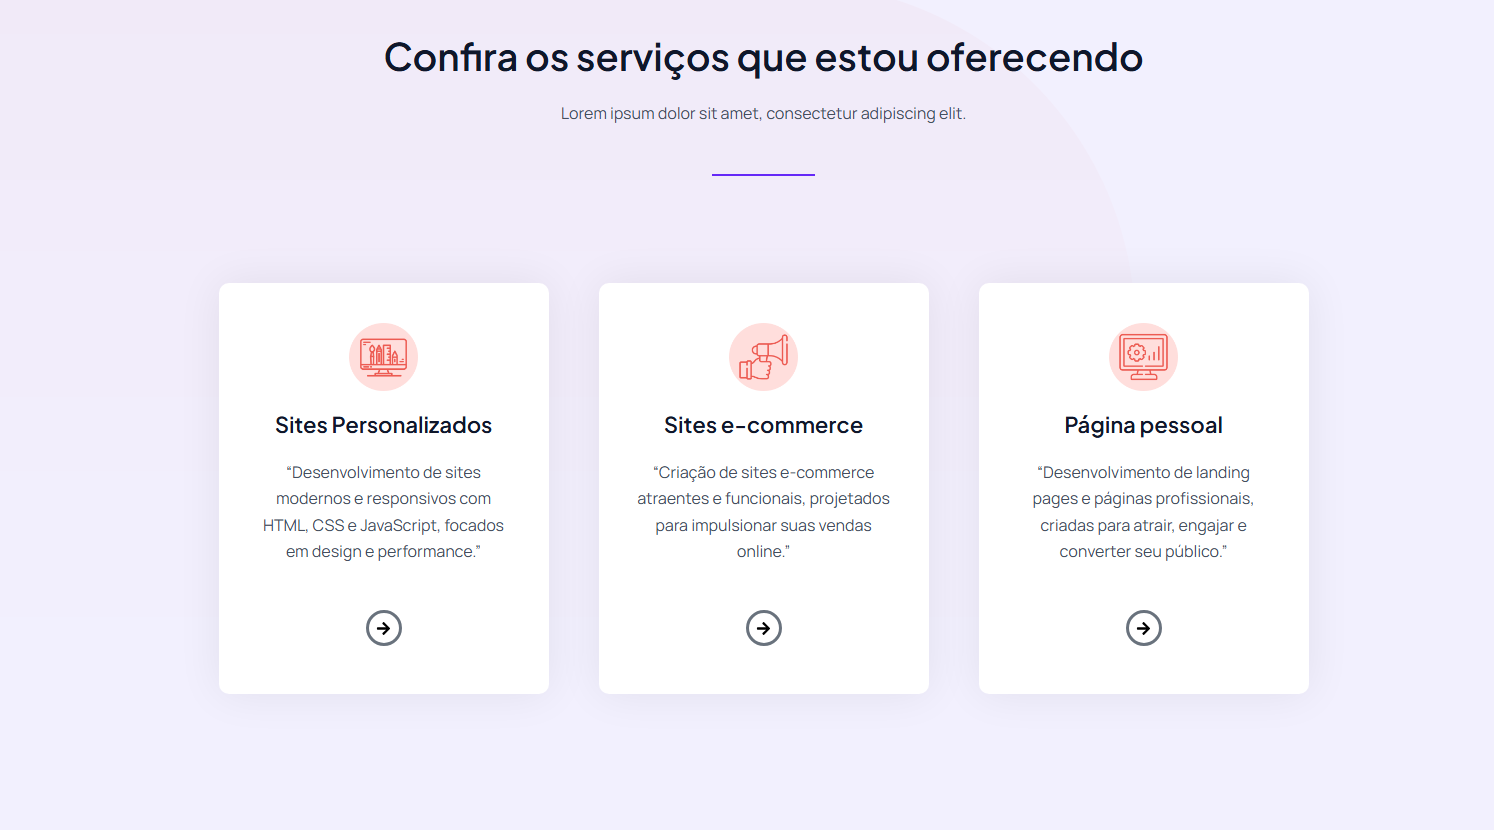 Confira os serviços que estou oferecendo
Lorem ipsum dolor sit amet, consectetur adipiscing elit.
Sites Personalizados
“Desenvolvimento de sites
modernos e responsivos com
HTML, CSS e JavaScript, focados
em design e performance.”
Sites e-commerce
“Criação de sites e-commerce
atraentes e funcionais, projetados
para impulsionar suas vendas
online.”
Página pessoal
“Desenvolvimento de landing
pages e páginas profissionais,
criadas para atrair, engajar e
converter seu público.”